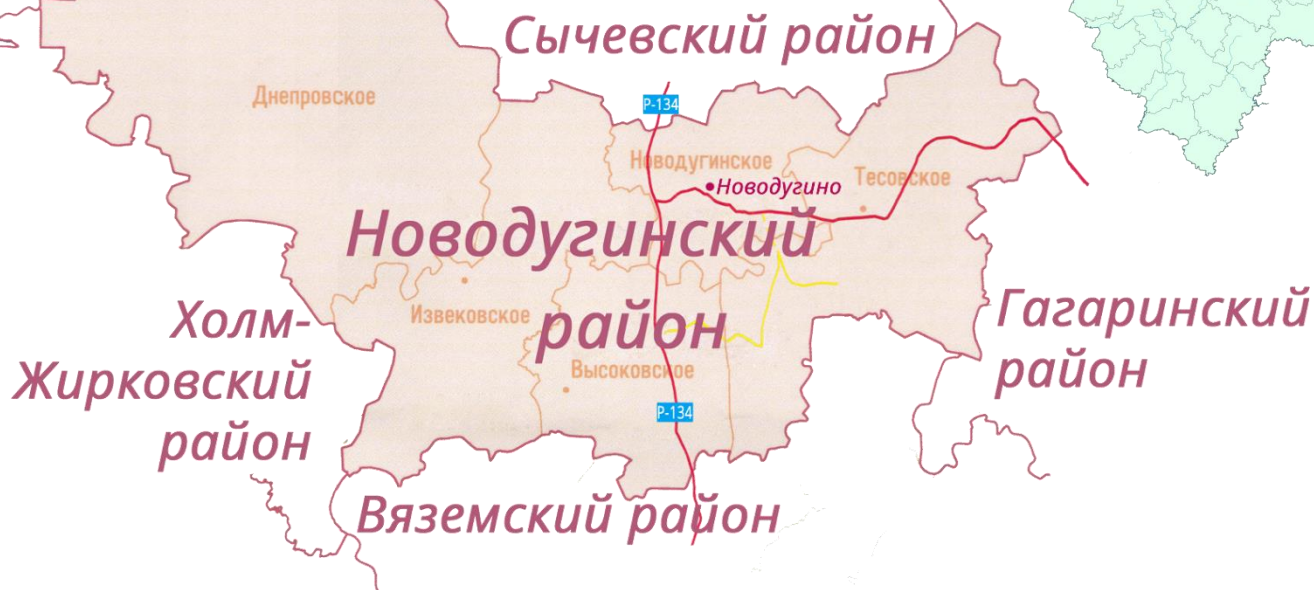 Сычевский район
Днепровское
Р-134
Новодугинское
Новодугино
Тесовское
Новодугинский
район
Извековское
Высоковское
Р-134
Холм-
Жирковский
район
Гагаринский
район
Вяземский район